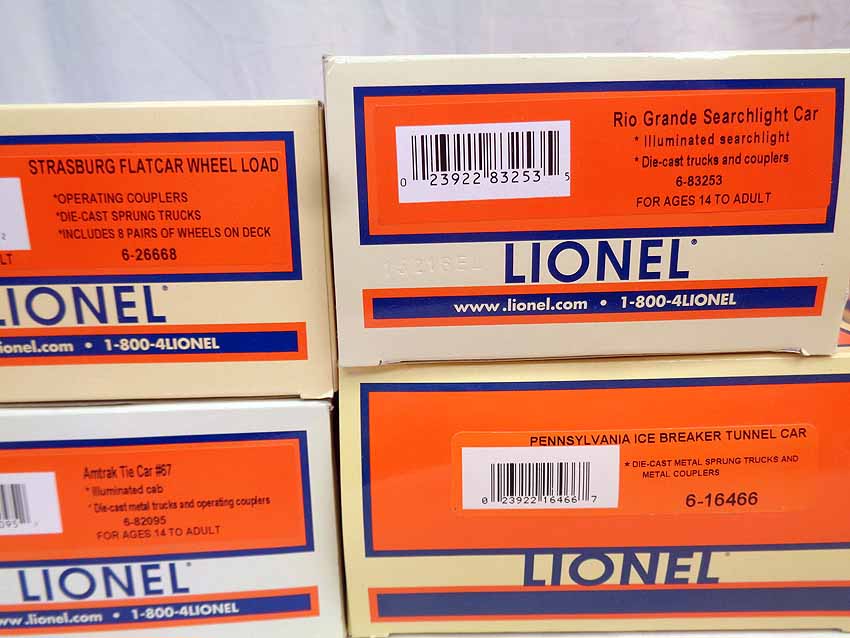 STRASBURG FLATCAR WHEEL LOAD
*OPERATING COUPLERS
*DIE-CAST SPRUNG TRUCKS
*INCLUDES 8 PAIRS OF WHEELS ON DECK
6-26668
LIONEL
ionel.com • 1-800-4LIONEL
Rio Grande Searchlight Car
* Illuminated searchlight
* Die-cast trucks and couplers
6-83253
FOR AGES 14 TO ADULT
0 23922 83253 5
LIONEL
www.lionel.com • 1-800-4LIONEL
Amtrak Tie Car #67
* Illuminated cab
* Die-cast metal trucks and operating couplers
6-82095
FOR AGES 14 TO ADULT
LIONEL
www.lionel.com • 1-800-4LIONEL
PENNSYLVANIA ICE BREAKER TUNNEL CAR
* DIE-CAST METAL SPRUNG TRUCKS AND
METAL COUPLERS
6-16466
0 23922 16466 7
LIONEL